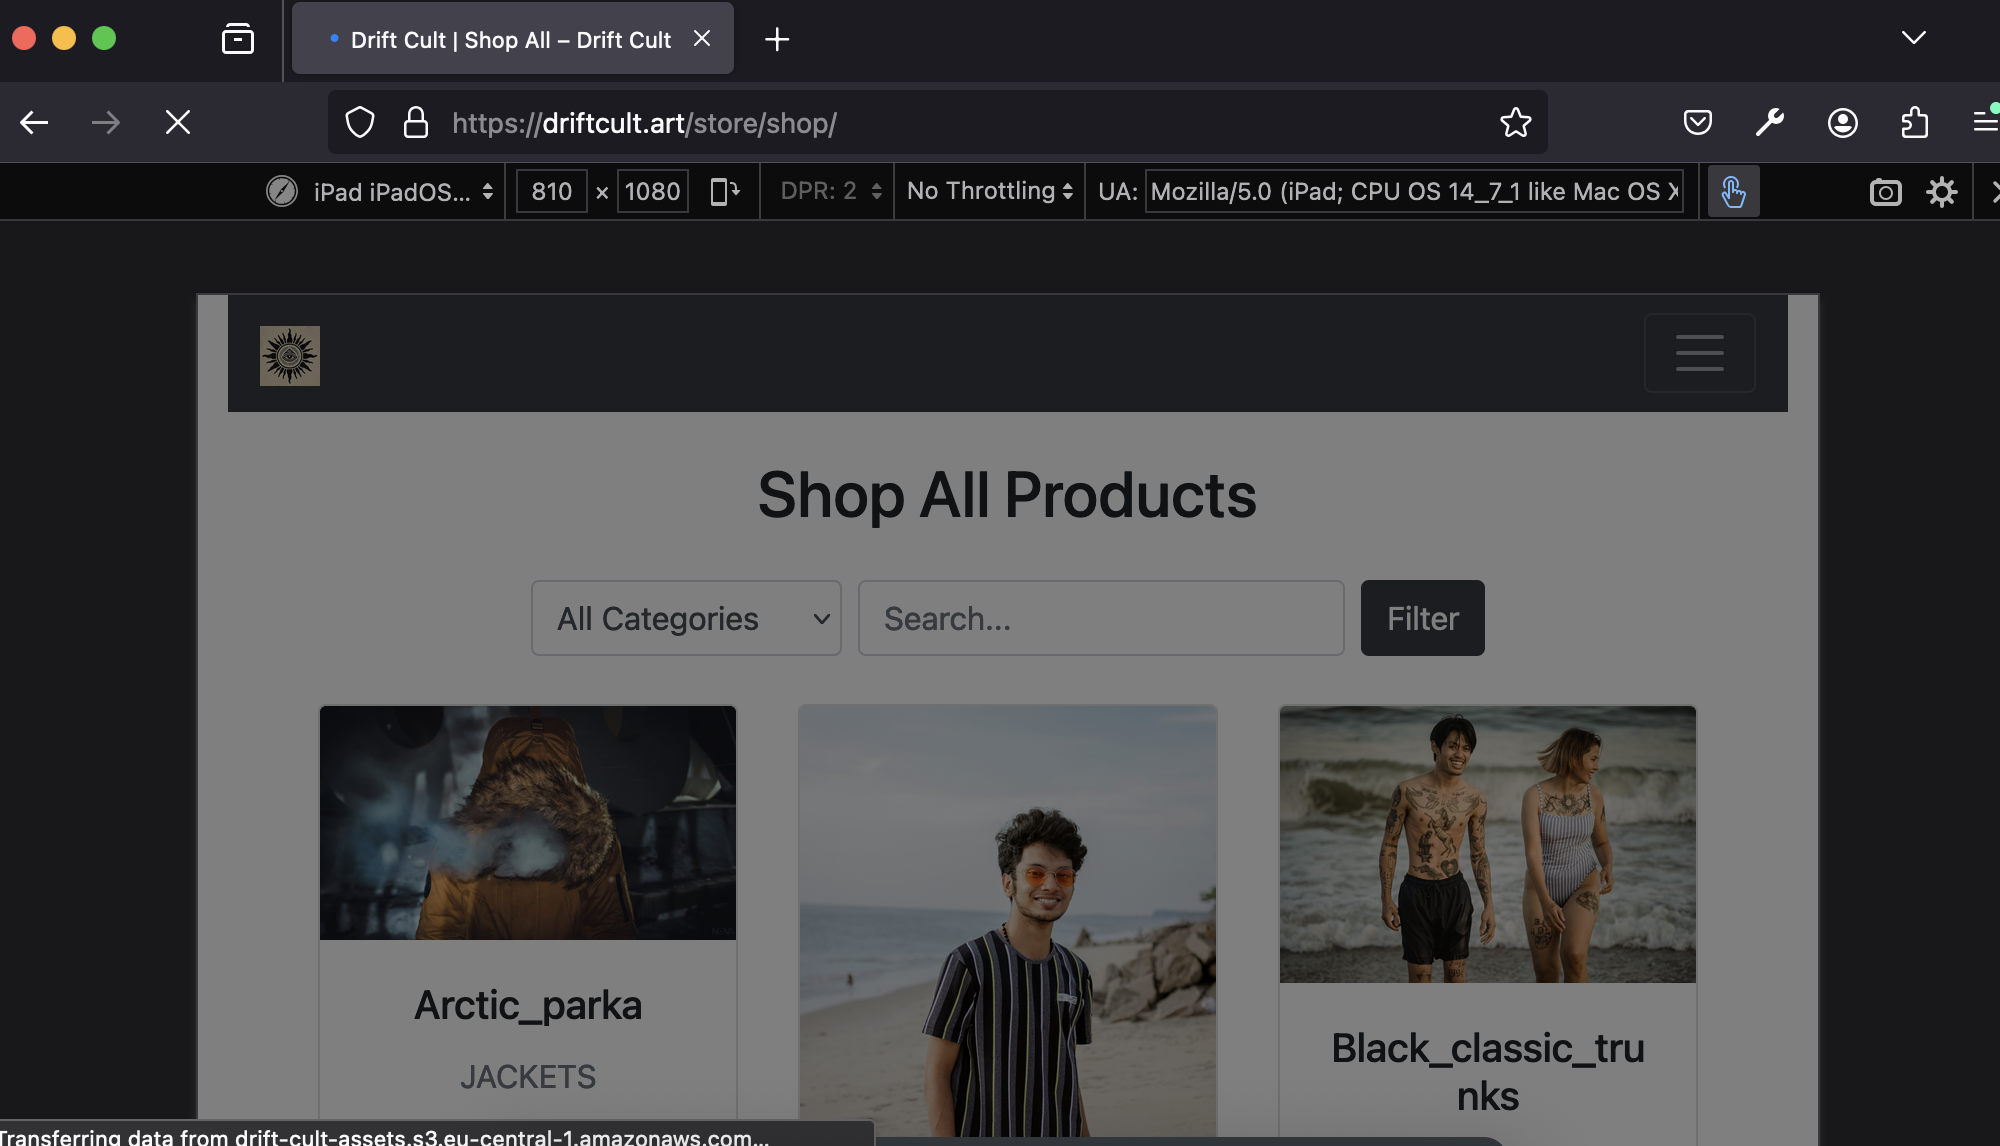 Drift Cult | Shop All – Drift Cult
https://driftcult.art/store/shop/
iPad iPadOS... 810 × 1080 DPR: 2 No Throttling UA: Mozilla/5.0 (iPad; CPU OS 14_7_1 like Mac OS X
Shop All Products
All Categories Search... Filter
Arctic_parka
JACKETS
Black_classic_tru
nks
Transferring data from drift-cult-assets.s3.eu-central-1.amazonaws.com...